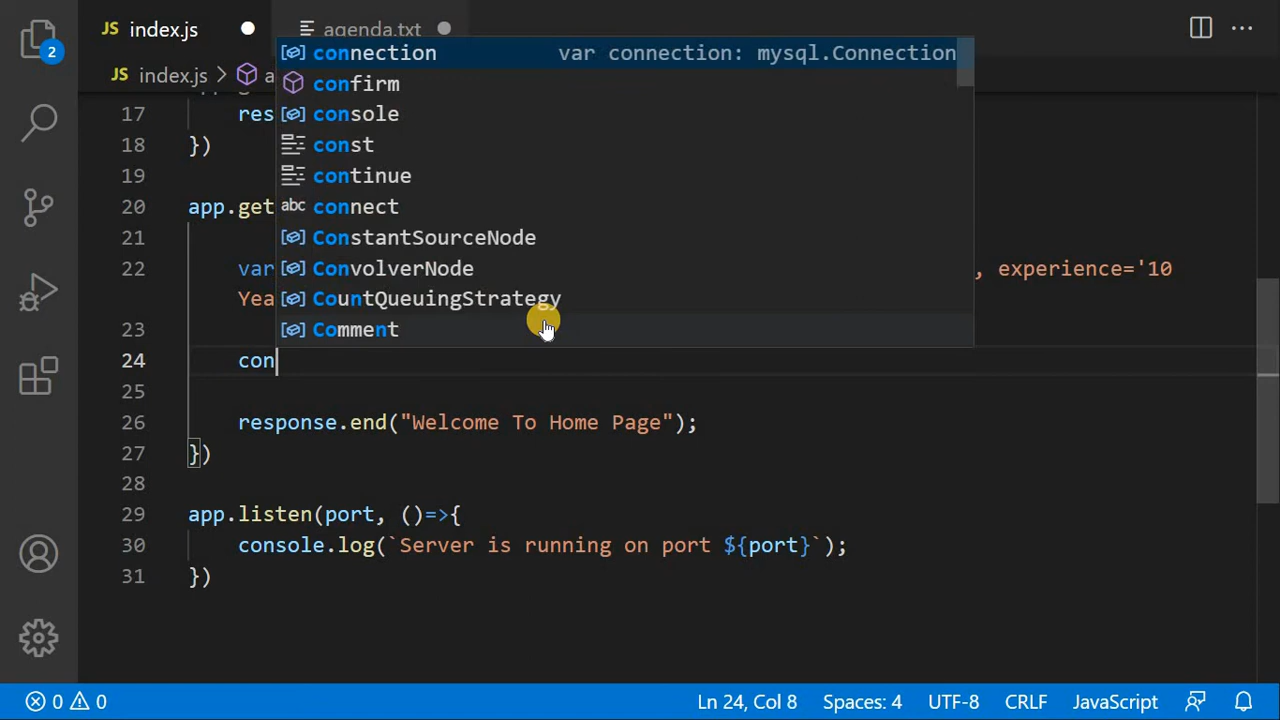 JS index.js
agenda.txt
2
JS index.js > a
connection var connection: mysql.Connection
confirm
console
const
continue
abc connect
ConstantSourceNode
ConvolverNode
CountQueuingStrategy
Comment
17 res
18 })
19
20 app.get
21
22 var , experience='10
Yea
23
24 con
25
26 response.end("Welcome To Home Page");
27 })
28
29 app.listen(port, ()=>{
30 console.log(`Server is running on port ${port}`);
31 })
0 0 Ln 24, Col 8 Spaces: 4 UTF-8 CRLF JavaScript